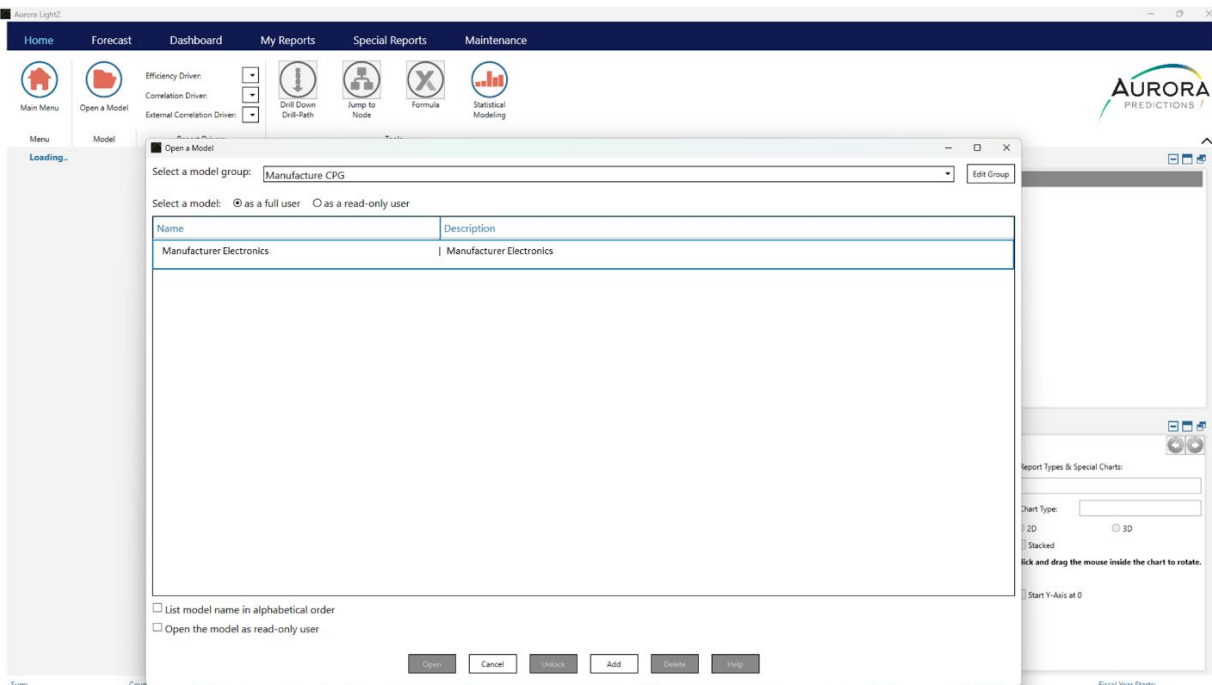 Aurora LightZ
Home Forecast Dashboard My Reports Special Reports Maintenance
Efficiency Driver:
Correlation Driver:
External Correlation Driver:
Main Menu
Open a Model
Drill Down
Drill-Path
Jump to
Node
Formula
Statistical
Modeling
AURORA
PREDICTIONS
Menu Model
Loading..
Open a Model
Select a model group: Manufacture CPG Edit Group
Select a model: as a full user as a read-only user
Name Description
Manufacturer Electronics | Manufacturer Electronics
Report Types & Special Charts:
Chart Type:
2D 3D
Stacked
lick and drag the mouse inside the chart to rotate.
Start Y-Axis at 0
List model name in alphabetical order
Open the model as read-only user
Open Cancel Unlock Add Delete Help
Fiscal Year Starts: